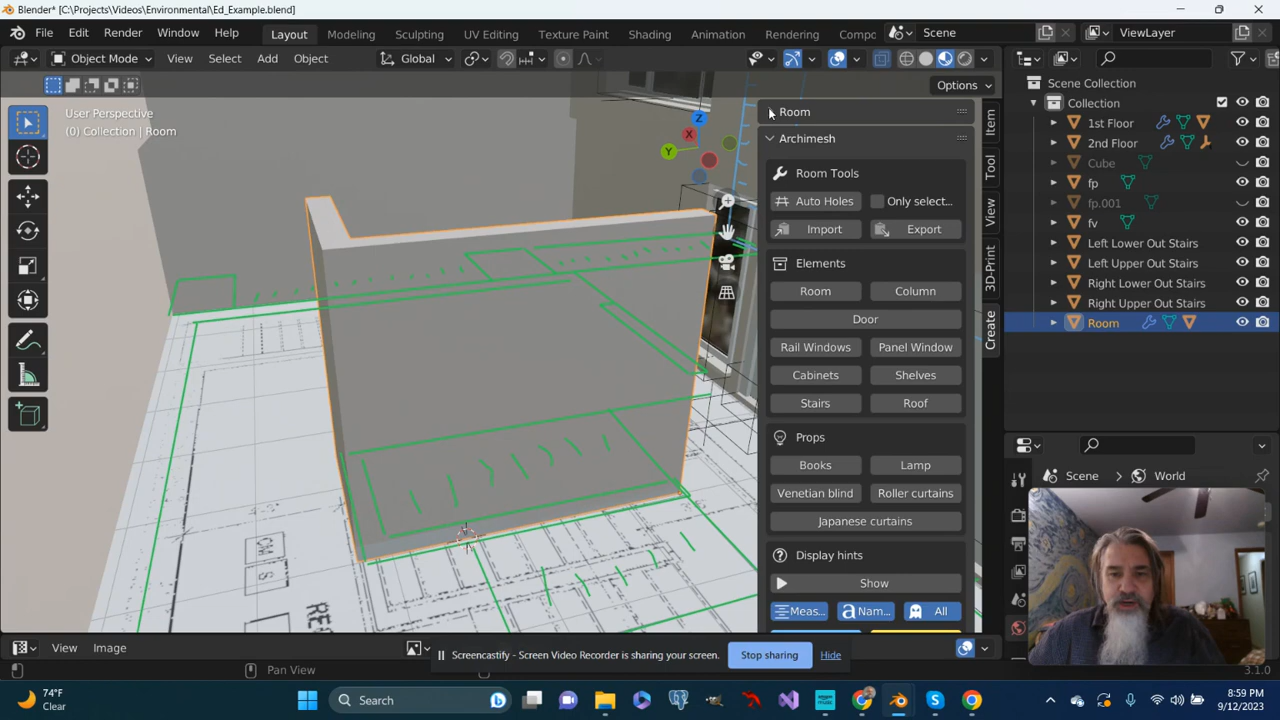 Blender* [C:\Projects\Videos\Environmental\Ed_Example.blend]
File Edit Render Window Help Layout Modeling Sculpting UV Editing Texture Paint Shading Animation Rendering Compo Scene ViewLayer
Object Mode View Select Add Object Global
Options
User Perspective
(0) Collection | Room
Z
X
Y
Room
Archimesh
Room Tools
Auto Holes Only select...
Import Export
Elements
Room Column
Door
Rail Windows Panel Window
Cabinets Shelves
Stairs Roof
Props
Books Lamp
Venetian blind Roller curtains
Japanese curtains
Display hints
Show
Meas... Nam... All
Item
Tool
View
3D-Print
Create
Scene Collection
Collection
1st Floor
2nd Floor
Cube
fp
fp.001
fv
Left Lower Out Stairs
Left Upper Out Stairs
Right Lower Out Stairs
Right Upper Out Stairs
Room
Scene World
View Image
Screencastify - Screen Video Recorder is sharing your screen. Stop sharing Hide
Pan View
3.1.0
74°F
Clear
Search
8:59 PM
9/12/2023